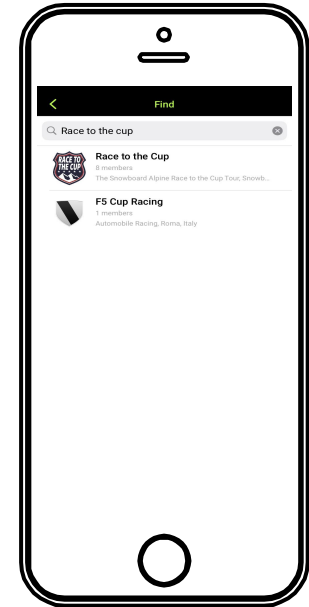 Find
Race to the cup
RACE TO
THE CUP
Race to the Cup
8 members
The Snowboard Alpine Race to the Cup Tour, Snowb...
F5 Cup Racing
1 members
Automobile Racing, Roma, Italy